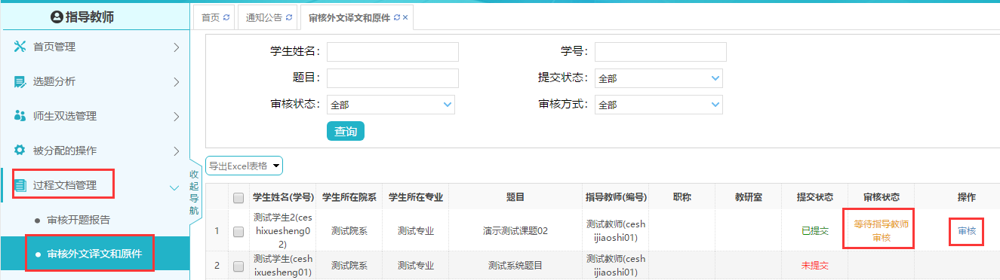 指导教师
首页管理
选题分析
师生双选管理
被分配的操作
过程文档管理
审核开题报告
审核外文译文和原件
收
起
导
航
首页
通知公告
审核外文译文和原件
学生姓名：
学号：
题目：
提交状态： 全部
审核状态： 全部
审核方式： 全部
查询
导出Excel表格
学生姓名(学号) 学生所在院系 学生所在专业 题目 指导教师(编号) 职称 教研室 提交状态 审核状态 操作
1
测试学生2(ces
hixuesheng0
2)
测试院系
测试专业
演示测试课题02
测试教师(cesh
ijiaoshi01)
已提交
等待指导教师
审核
审核
2
测试学生(cesh
ixuesheng01)
测试院系
测试专业
测试系统题目
测试教师(cesh
ijiaoshi01)
未提交